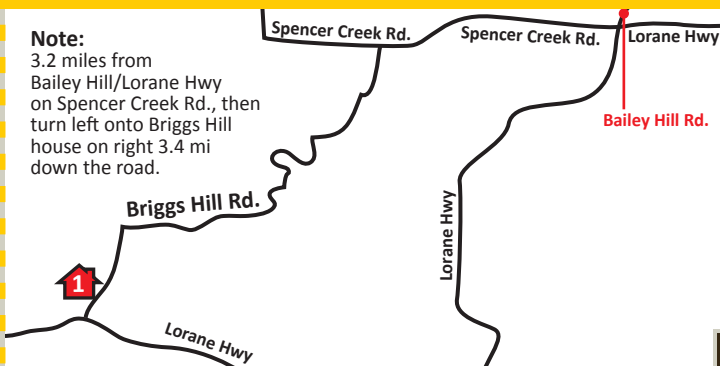 Note:
3.2 miles from
Bailey Hill/Lorane Hwy
on Spencer Creek Rd., then
turn left onto Briggs Hill
house on right 3.4 mi
down the road.
Spencer Creek Rd.
Spencer Creek Rd.
Lorane Hwy
Bailey Hill Rd.
Briggs Hill Rd.
Lorane Hwy
1
Lorane Hwy